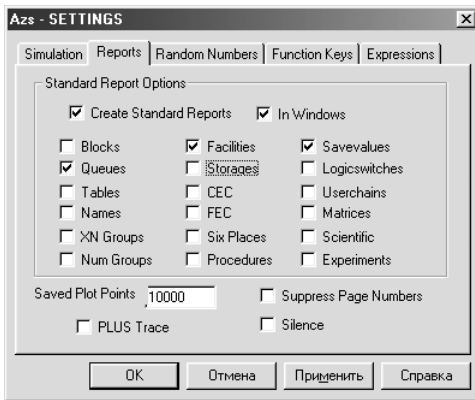 Azs - SETTINGS
Simulation Reports Random Numbers Function Keys Expressions
Standard Report Options
Create Standard Reports In Windows
Blocks Facilities Savevalues
Queues Storages Logicswitches
Tables CEC Userchains
Names FEC Matrices
XN Groups Six Places Scientific
Num Groups Procedures Experiments
Saved Plot Points 10000 Suppress Page Numbers
PLUS Trace Silence
OK Отмена Применить Справка